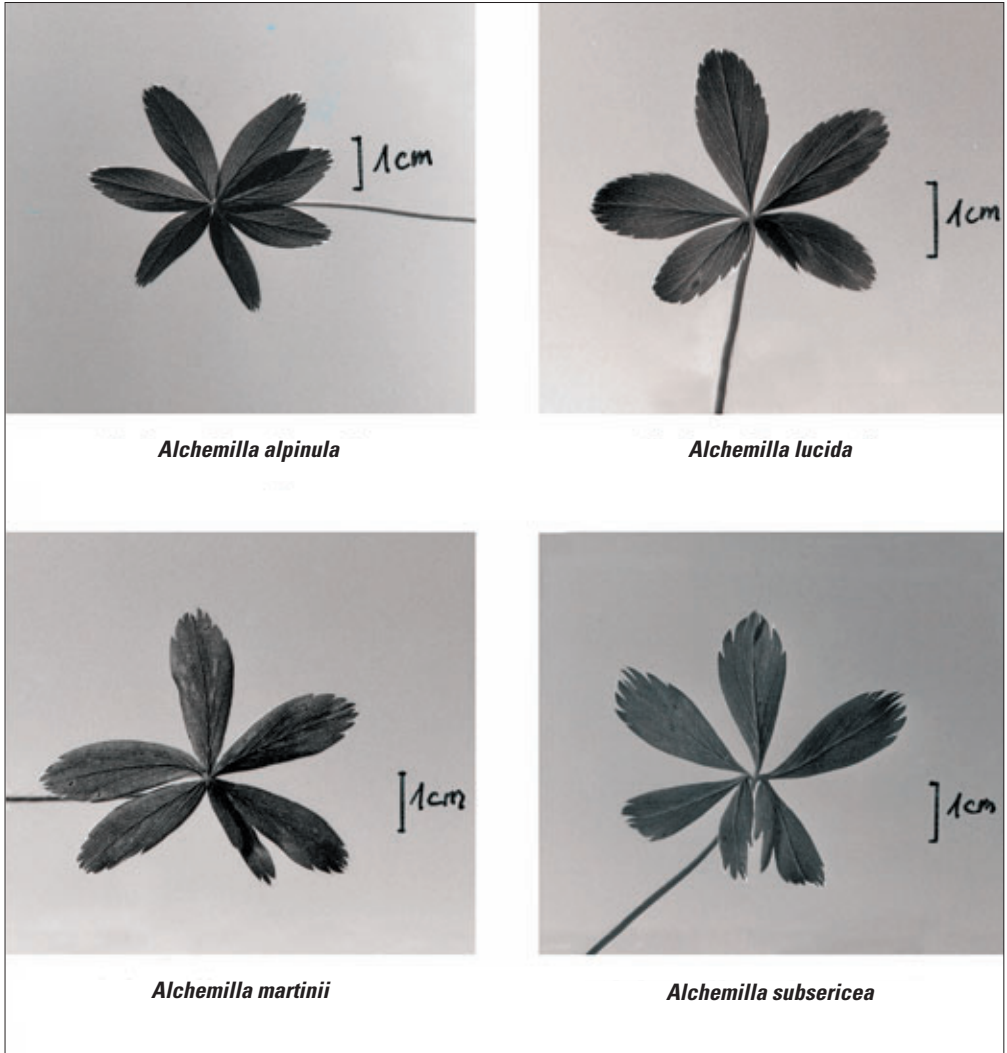 1cm
1cm
Alchemilla alpinula
Alchemilla lucida
1cm
1cm
Alchemilla martinii
Alchemilla subsericea